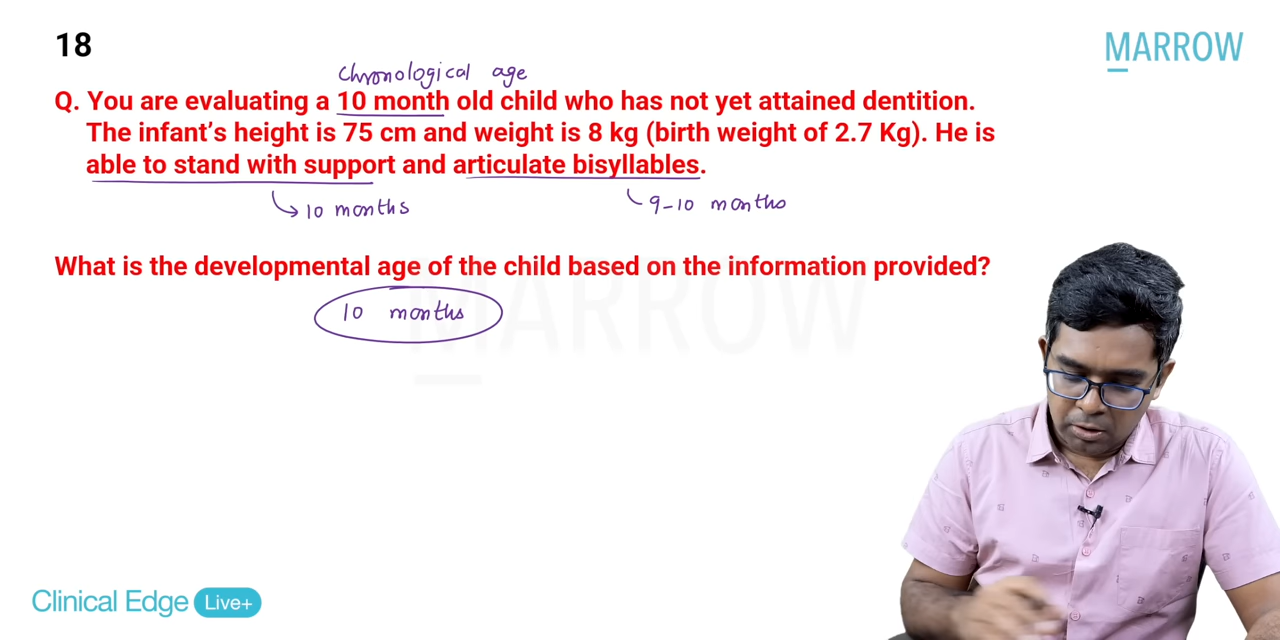 18
MARROW
chronological age
Q. You are evaluating a 10 month old child who has not yet attained dentition.
The infant's height is 75 cm and weight is 8 kg (birth weight of 2.7 Kg). He is
able to stand with support and articulate bisyllables.
10 months
9-10 months
What is the developmental age of the child based on the information provided?
10 months
MARROW
Clinical Edge Live+